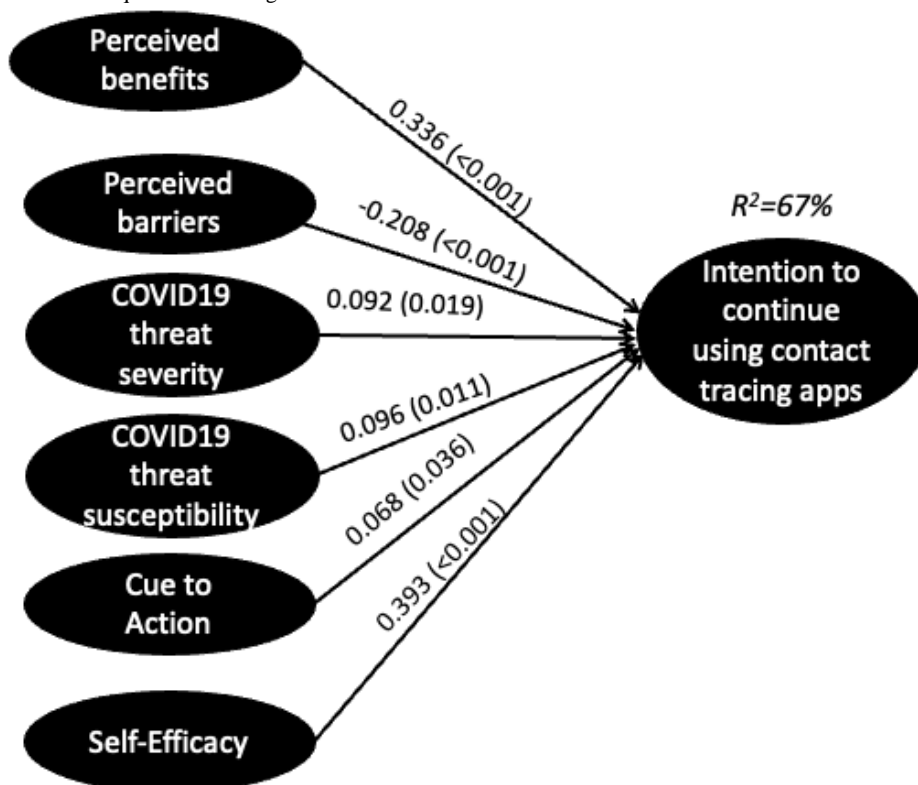 Perceived
benefits
0.336 (<0.001)
Perceived
barriers
-0.208 (<0.001)
R²=67%
COVID19
threat
severity
0.092 (0.019)
Intention to
continue
using contact
tracing apps
COVID19
threat
susceptibility
0.096 (0.011)
Cue to
Action
0.068 (0.036)
Self-Efficacy
0.393 (<0.001)